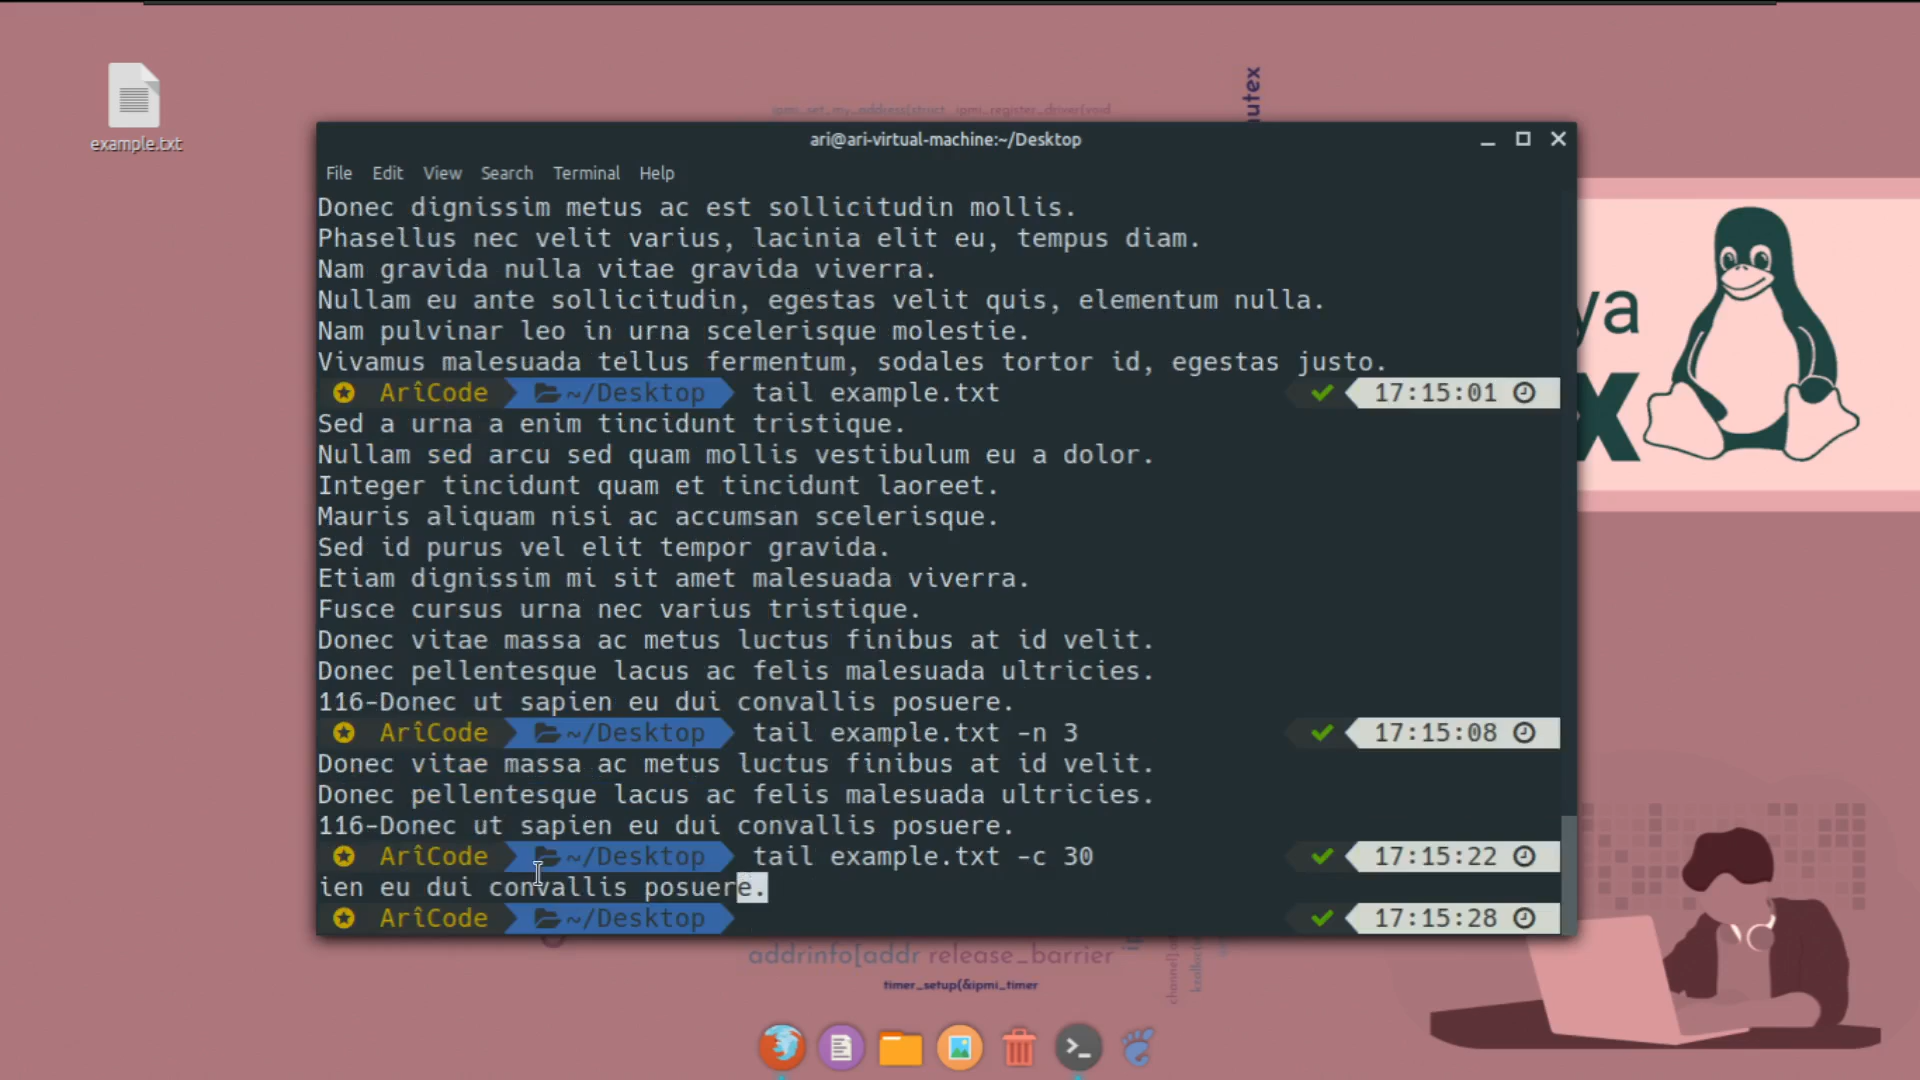 example.txt
ipmi_set_my_address(struct ipmi_register_driver(void
utex
ari@ari-virtual-machine:~/Desktop
File Edit View Search Terminal Help
Donec dignissim metus ac est sollicitudin mollis.
Phasellus nec velit varius, lacinia elit eu, tempus diam.
Nam gravida nulla vitae gravida viverra.
Nullam eu ante sollicitudin, egestas velit quis, elementum nulla.
Nam pulvinar leo in urna scelerisque molestie.
Vivamus malesuada tellus fermentum, sodales tortor id, egestas justo.
ArîCode ~/Desktop tail example.txt 17:15:01
Sed a urna a enim tincidunt tristique.
Nullam sed arcu sed quam mollis vestibulum eu a dolor.
Integer tincidunt quam et tincidunt laoreet.
Mauris aliquam nisi ac accumsan scelerisque.
Sed id purus vel elit tempor gravida.
Etiam dignissim mi sit amet malesuada viverra.
Fusce cursus urna nec varius tristique.
Donec vitae massa ac metus luctus finibus at id velit.
Donec pellentesque lacus ac felis malesuada ultricies.
116-Donec ut sapien eu dui convallis posuere.
ArîCode ~/Desktop tail example.txt -n 3 17:15:08
Donec vitae massa ac metus luctus finibus at id velit.
Donec pellentesque lacus ac felis malesuada ultricies.
116-Donec ut sapien eu dui convallis posuere.
ArîCode ~/Desktop tail example.txt -c 30 17:15:22
ien eu dui convallis posuere.
ArîCode ~/Desktop 17:15:28
ya
X
addrinfo[addr release_barrier
timer_setup(&ipmi_timer